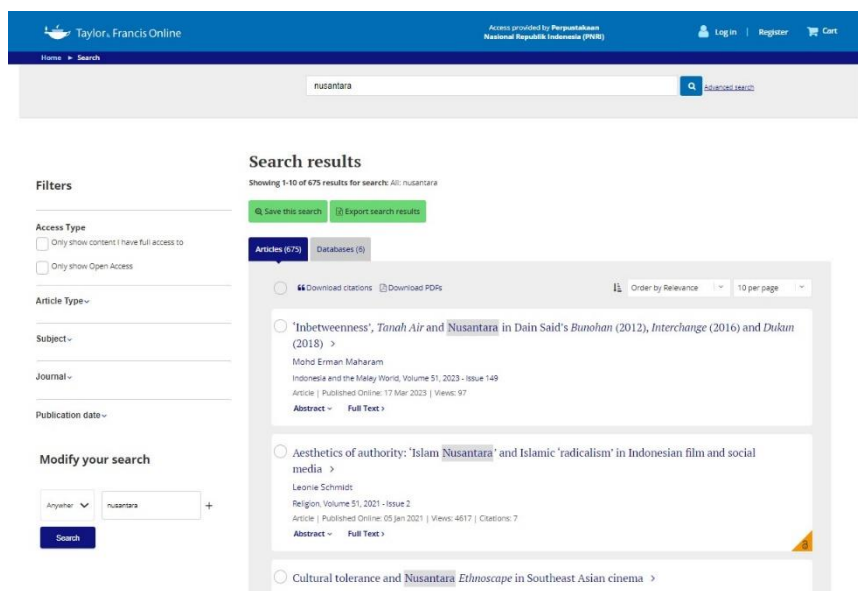 Taylor & Francis Online
Access provided by Perpustakaan
Nasional Republik Indonesia (PNRI)
Log in | Register Cart
Home ► Search
nusantara
Advanced search
Search results
Showing 1-10 of 675 results for search: All: nusantara
Filters
Save this search Export search results
Access Type
Only show content I have full access to
Only show Open Access
Articles (675) Databases (6)
Download citations Download PDFs Order by Relevance 10 per page
Article Type
Subject
Journal
Publication date
‘Inbetweenness’, Tanah Air and Nusantara in Dain Said's Bunohan (2012), Interchange (2016) and Dukun
(2018) >
Mohd Erman Maharam
Indonesia and the Malay World, Volume 51, 2023 - Issue 149
Article | Published Online: 17 Mar 2023 | Views: 97
Abstract Full Text >
Modify your search
Anywher nusantara +
Search
Aesthetics of authority: ‘Islam Nusantara’ and Islamic ‘radicalism’ in Indonesian film and social
media >
Leonie Schmidt
Religion, Volume 51, 2021 - Issue 2
Article | Published Online: 05 Jan 2021 | Views: 4617 | Citations: 7
Abstract Full Text >
Cultural tolerance and Nusantara Ethnoscape in Southeast Asian cinema >